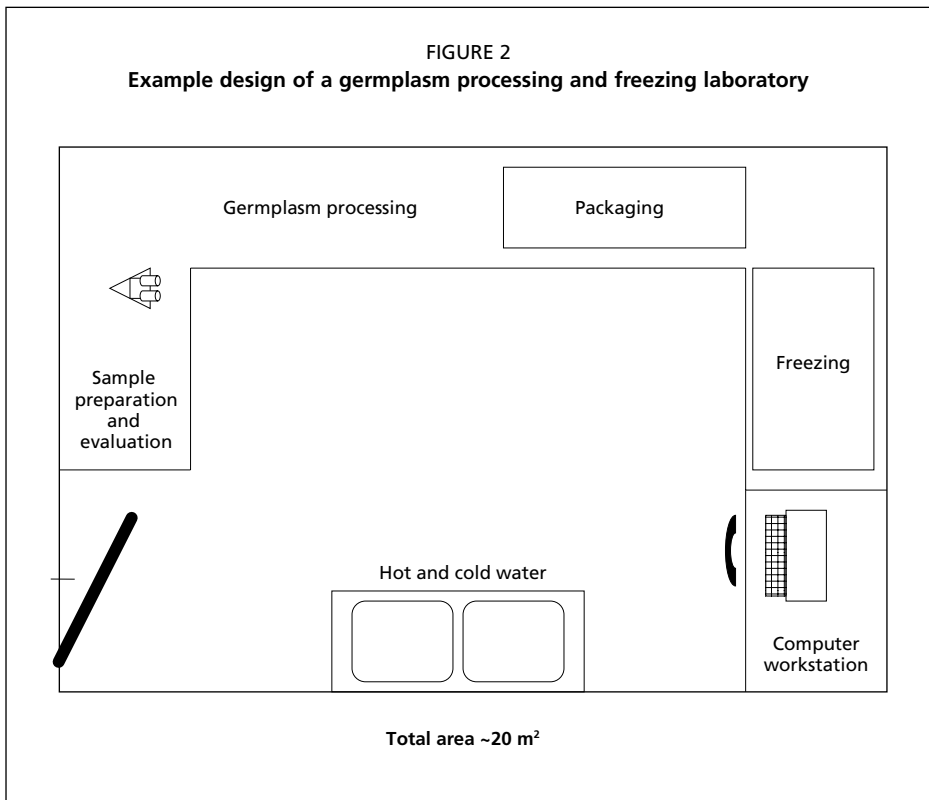 FIGURE 2
Example design of a germplasm processing and freezing laboratory
Germplasm processing
Packaging
Sample
preparation
and
evaluation
Freezing
Hot and cold water
Computer
workstation
Total area ~20 m²